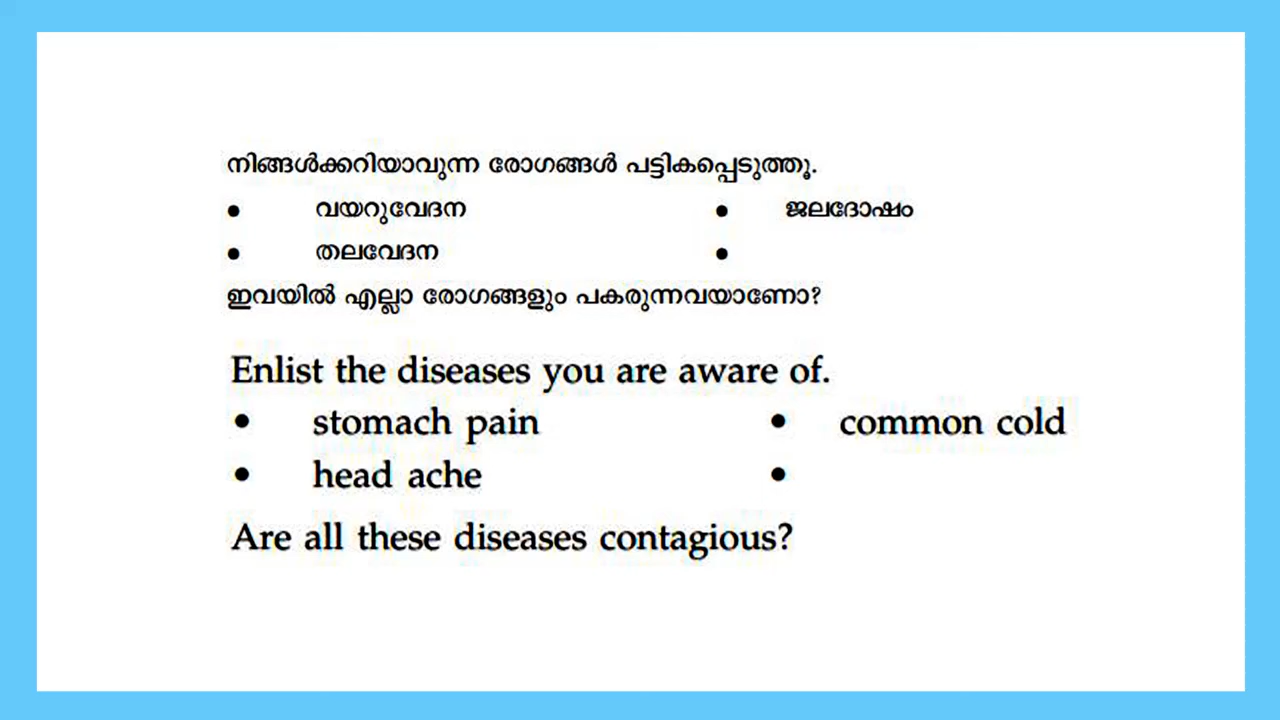 നിങ്ങൾക്കറിയാവുന്ന രോഗങ്ങൾ പട്ടികപ്പെടുത്തൂ.
• വയറുവേദന • ജലദോഷം
• തലവേദന •
ഇവയിൽ എല്ലാ രോഗങ്ങളും പകരുന്നവയാണോ?
Enlist the diseases you are aware of.
• stomach pain • common cold
• head ache •
Are all these diseases contagious?